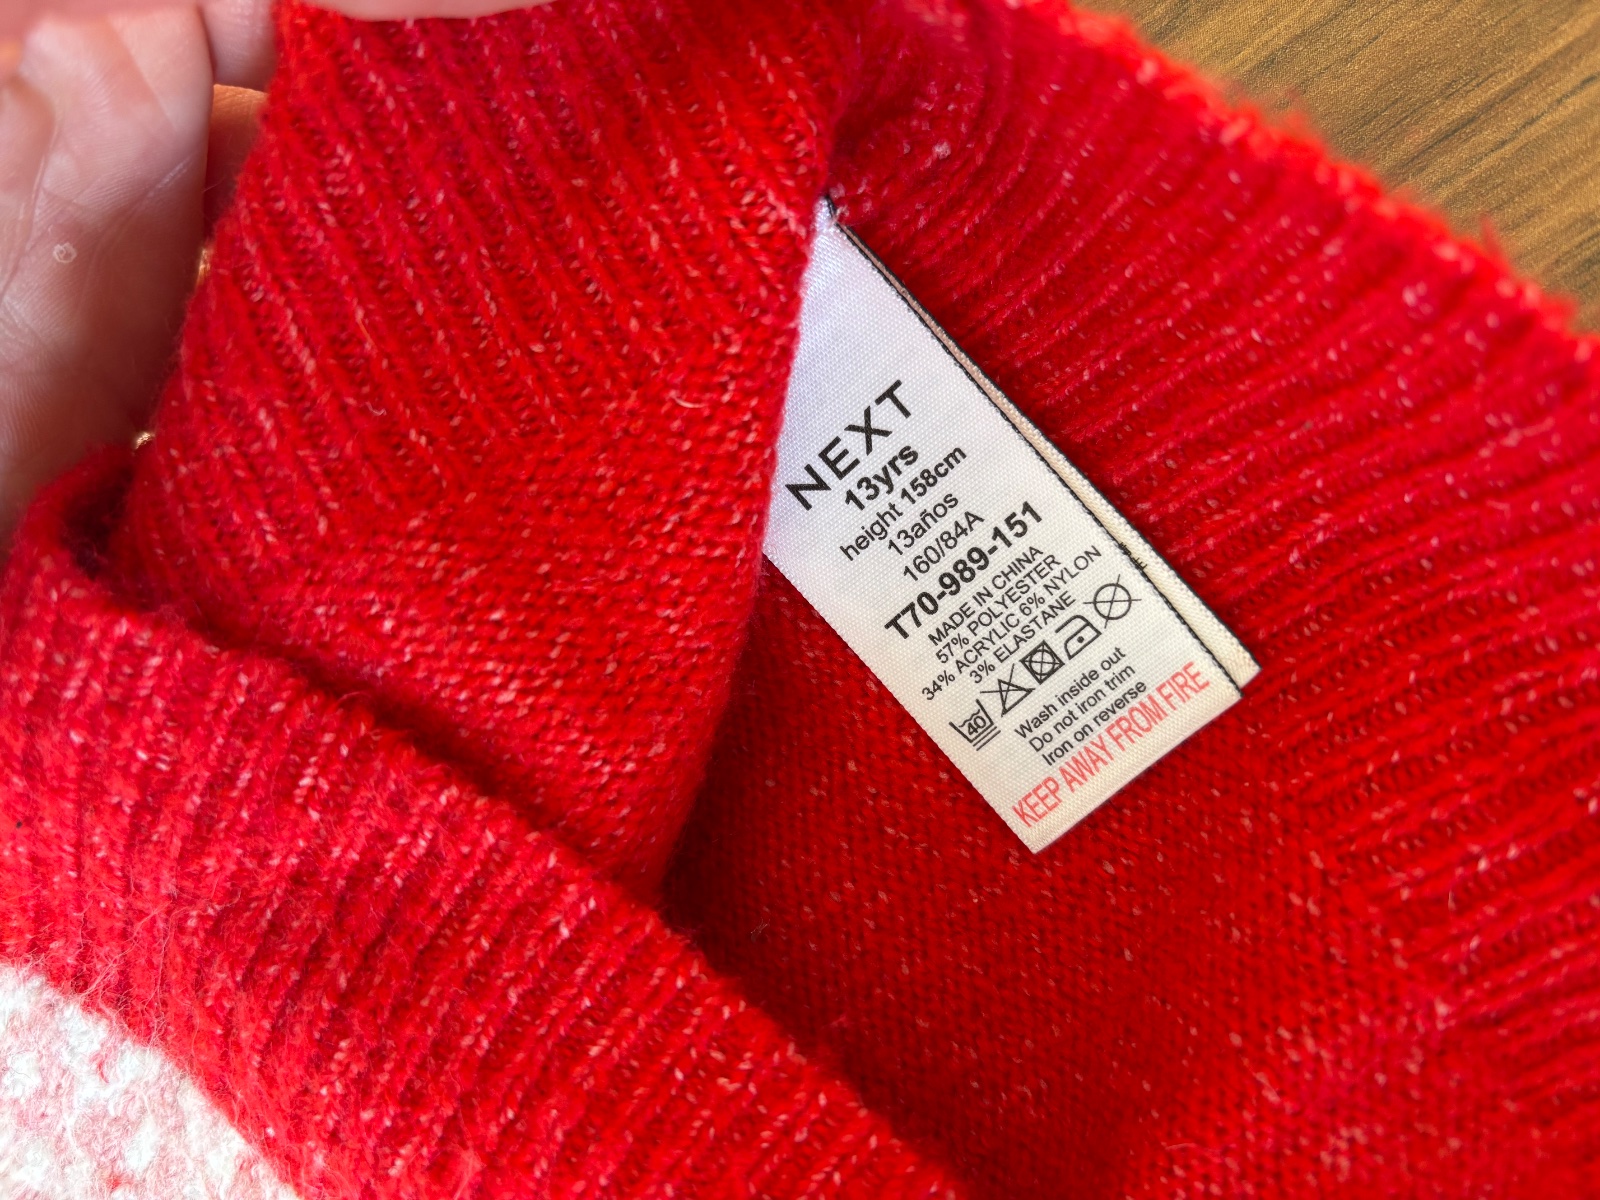 NEXT
13yrs
height 158cm
13años
160/84A
T70-989-151
MADE IN CHINA
57% POLYESTER
34% ACRYLIC 6% NYLON
3% ELASTANE
40
Wash inside out
Do not iron trim
Iron on reverse
KEEP AWAY FROM FIRE